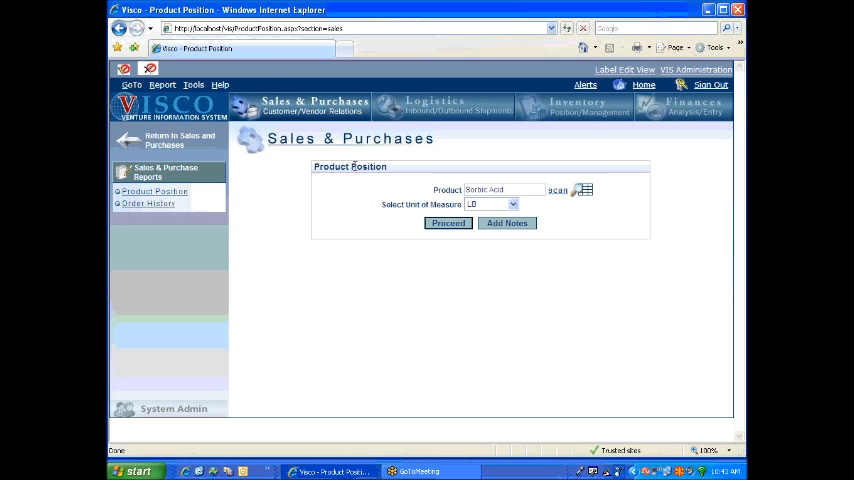 Visco - Product Position - Windows Internet Explorer
http://localhost/vis/ProductPosition.aspx?section=sales
Google
Visco - Product Position
Page
Tools
Label Edit View VIS Administration
GoTo Report Tools Help
Alerts Home Sign Out
VISCO
VENTURE INFORMATION SYSTEM
Sales & Purchases
Customer/Vendor Relations
Logistics
Inbound/Outbound Shipments
Inventory
Position/Management
Finances
Analysis/Entry
Return to Sales and
Purchases
Sales & Purchases
Sales & Purchase
Reports
Product Position
Order History
Product Position
Product Sorbic Acid scan
Select Unit of Measure LB
Proceed Add Notes
System Admin
Done
Trusted sites
100%
start
Visco - Product Positi...
GoToMeeting
10:43 AM